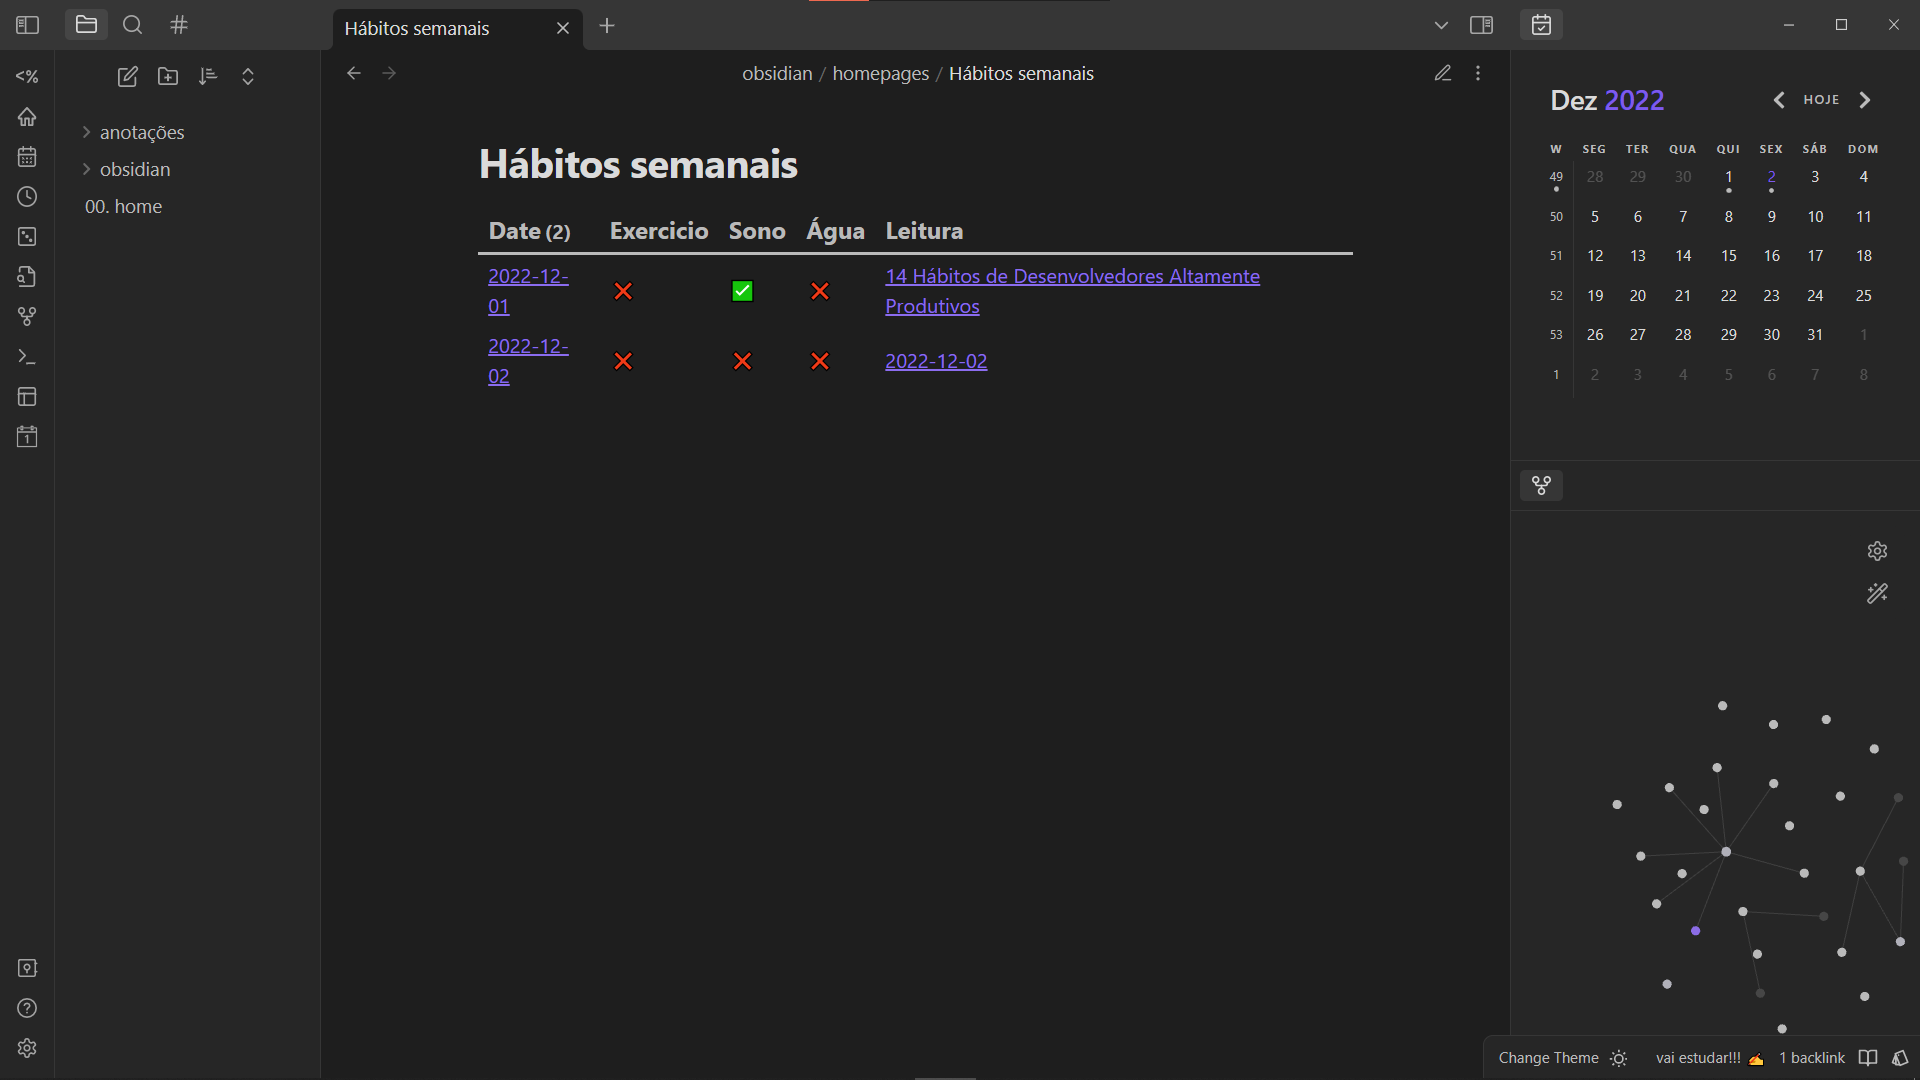 Hábitos semanais
<%
anotações
obsidian
00. home
obsidian / homepages / Hábitos semanais
Hábitos semanais
Date (2) Exercicio Sono Água Leitura
2022-12-01 ❌ ✅ ❌ 14 Hábitos de Desenvolvedores Altamente
Produtivos
2022-12-02 ❌ ❌ ❌ 2022-12-02
Dez 2022 HOJE
W SEG TER QUA QUI SEX SÁB DOM
49 28 29 30 1 2 3 4
50 5 6 7 8 9 10 11
51 12 13 14 15 16 17 18
52 19 20 21 22 23 24 25
53 26 27 28 29 30 31 1
1 2 3 4 5 6 7 8
Change Theme vai estudar!!! ✍ 1 backlink